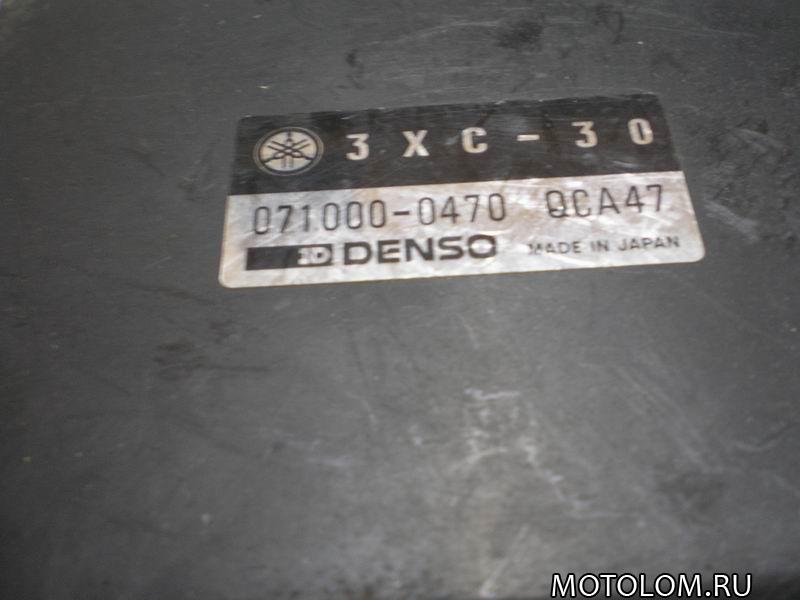 3XC-30
071000-0470 QCA47
DENSO MADE IN JAPAN
MOTOLOM.RU